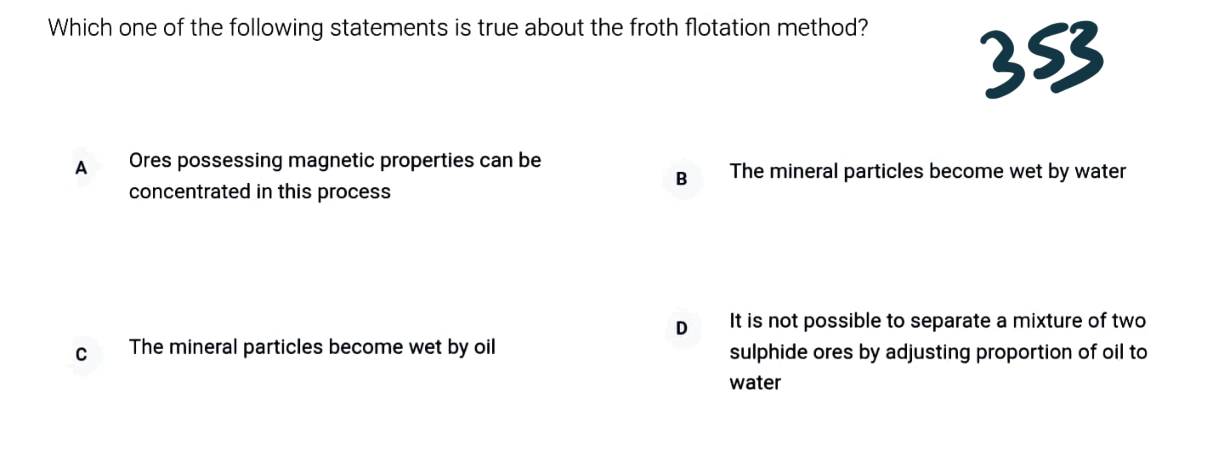 Which one of the following statements is true about the froth flotation method?
353
A
Ores possessing magnetic properties can be
concentrated in this process
B
The mineral particles become wet by water
C
The mineral particles become wet by oil
D
It is not possible to separate a mixture of two
sulphide ores by adjusting proportion of oil to
water